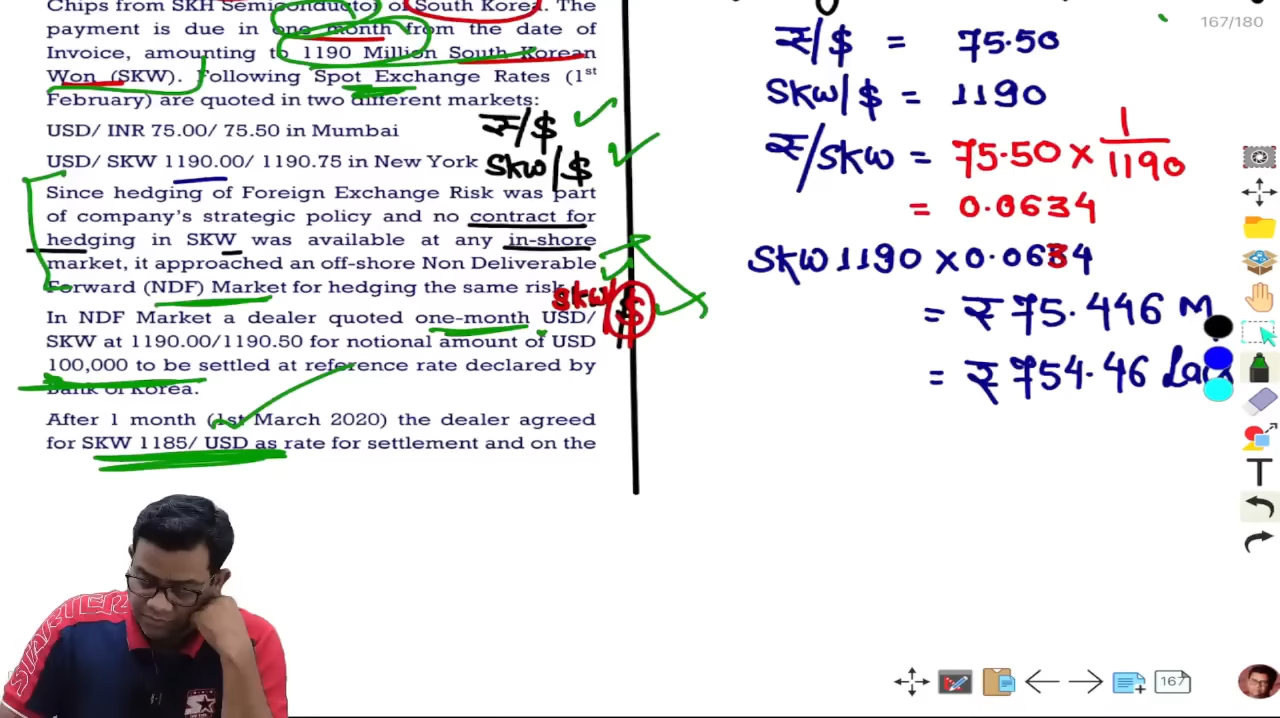 Chips from SKH Semiconductor of South Korea. The
payment is due in one month from the date of
Invoice, amounting to 1190 Million South Korean
Won (SKW). Following Spot Exchange Rates (1st
February) are quoted in two different markets:
USD/ INR 75.00/ 75.50 in Mumbai
₹/$
USD/ SKW 1190.00/ 1190.75 in New York
SKW/$
Since hedging of Foreign Exchange Risk was part
of company's strategic policy and no contract for
hedging in SKW was available at any in-shore
market, it approached an off-shore Non Deliverable
Forward (NDF) Market for hedging the same risk.
SKW/$
In NDF Market a dealer quoted one-month USD/
SKW at 1190.00/1190.50 for notional amount of USD
100,000 to be settled at reference rate declared by
Bank of Korea.
After 1 month (1st March 2020) the dealer agreed
for SKW 1185/ USD as rate for settlement and on the
₹/$ = 75.50
SKW/$ = 1190
₹/SKW = 75.50 × 1/1190
= 0.0634
SKW 1190 × 0.0634
= ₹ 75.446 M
= ₹ 754.46
167/180
STARTER
T
167